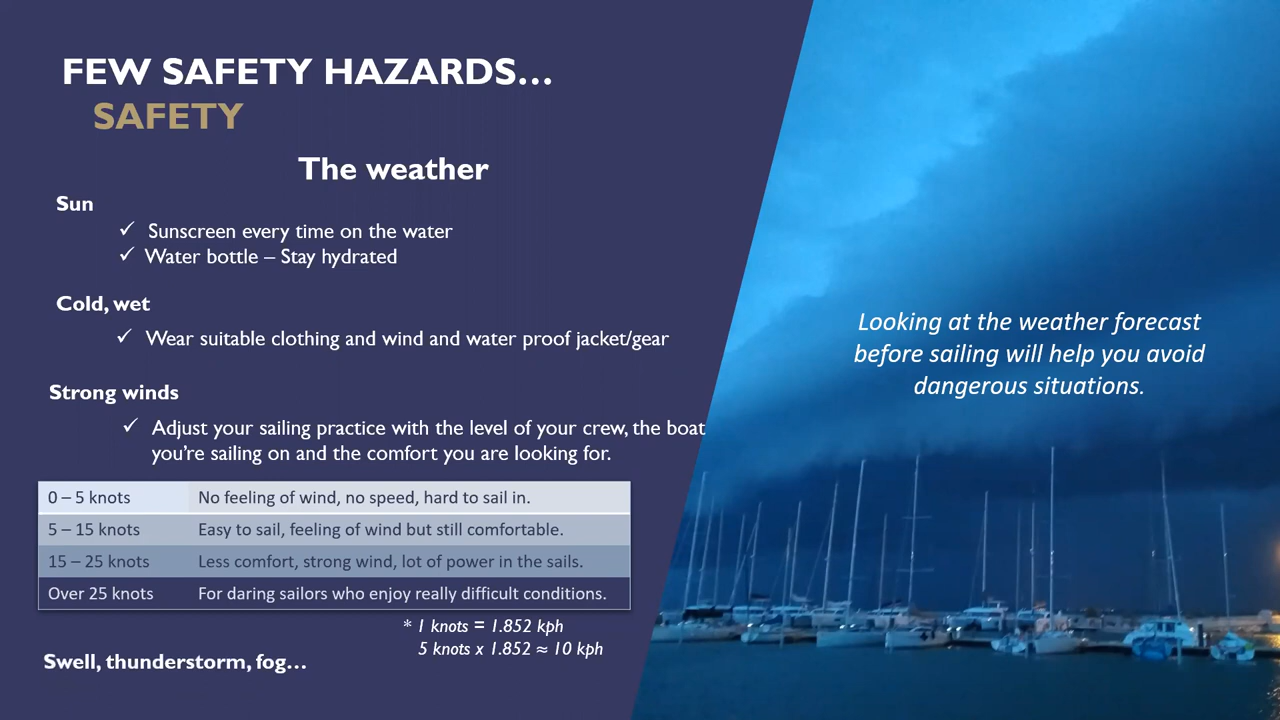 FEW SAFETY HAZARDS...
SAFETY
The weather
Sun
✓ Sunscreen every time on the water
✓ Water bottle – Stay hydrated
Cold, wet
✓ Wear suitable clothing and wind and water proof jacket/gear
Strong winds
✓ Adjust your sailing practice with the level of your crew, the boat
you're sailing on and the comfort you are looking for.
0 – 5 knots No feeling of wind, no speed, hard to sail in.
5 – 15 knots Easy to sail, feeling of wind but still comfortable.
15 – 25 knots Less comfort, strong wind, lot of power in the sails.
Over 25 knots For daring sailors who enjoy really difficult conditions.
* 1 knots = 1.852 kph
5 knots x 1.852 ≈ 10 kph
Swell, thunderstorm, fog...
Looking at the weather forecast
before sailing will help you avoid
dangerous situations.